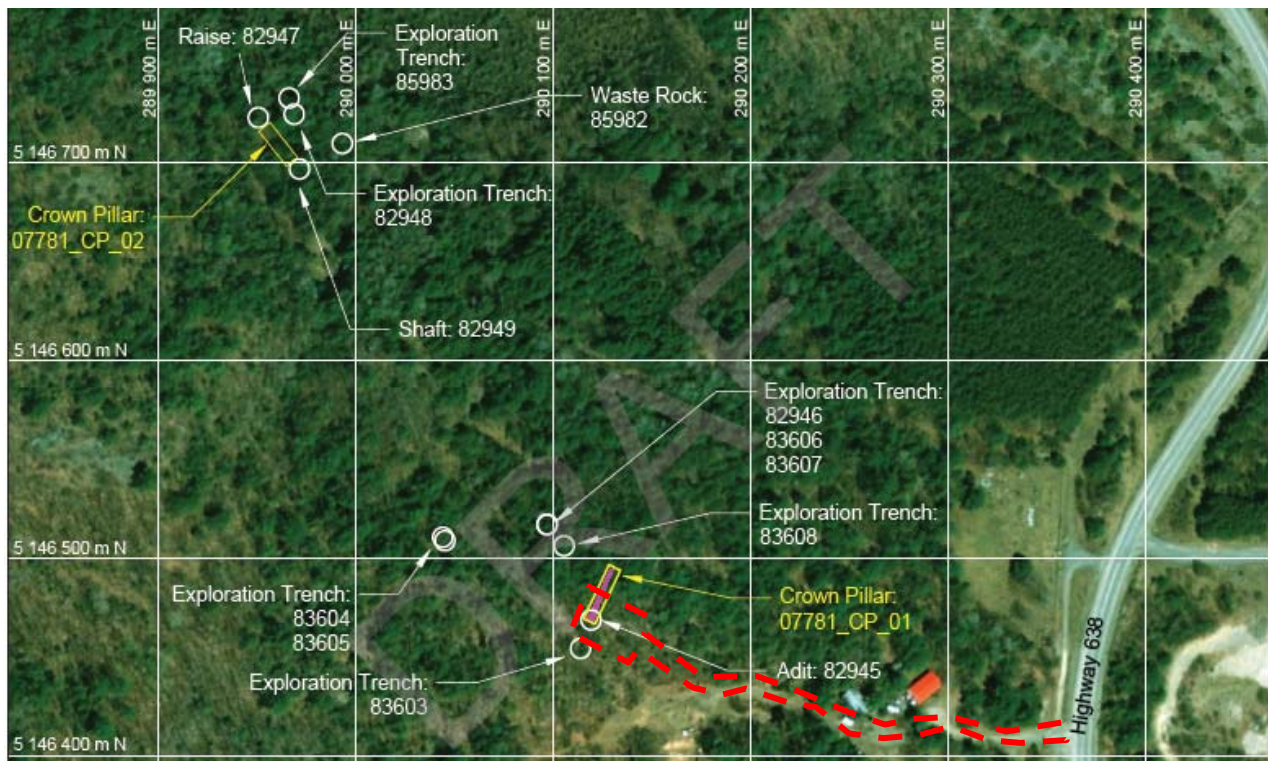 289 900 m E
290 000 m E
290 100 m E
290 200 m E
290 300 m E
290 400 m E
Raise: 82947
Exploration
Trench:
85983
Waste Rock:
85982
5 146 700 m N
Exploration Trench:
82948
Crown Pillar:
07781_CP_02
Shaft: 82949
5 146 600 m N
DRAFT
Exploration Trench:
82946
83606
83607
Exploration Trench:
83608
5 146 500 m N
Exploration Trench:
83604
83605
Crown Pillar:
07781_CP_01
Adit: 82945
Exploration Trench:
83603
Highway 638
5 146 400 m N